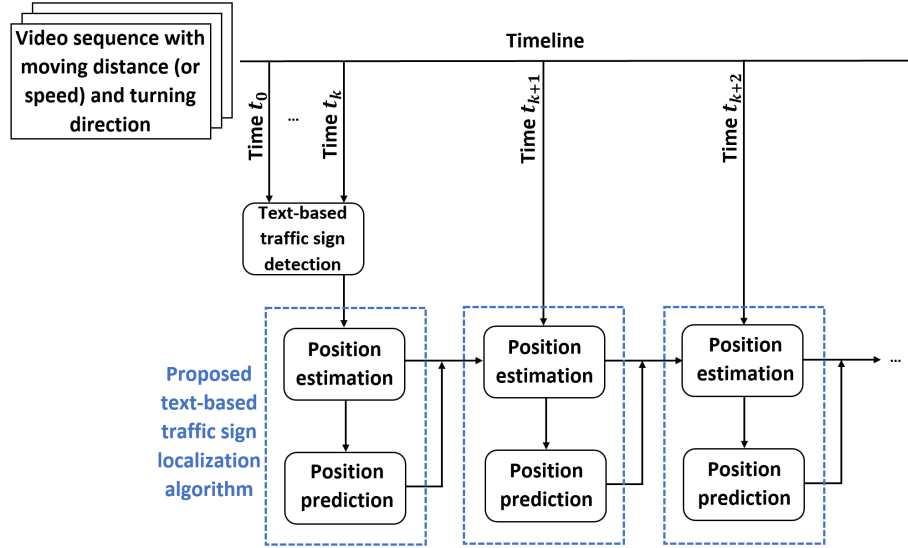 Video sequence with
moving distance (or
speed) and turning
direction
Timeline
Time t₀
...
Time tₖ
Time tₖ₊₁
Time tₖ₊₂
Text-based
traffic sign
detection
Position
estimation
Position
estimation
Position
estimation
...
Proposed
text-based
traffic sign
localization
algorithm
Position
prediction
Position
prediction
Position
prediction